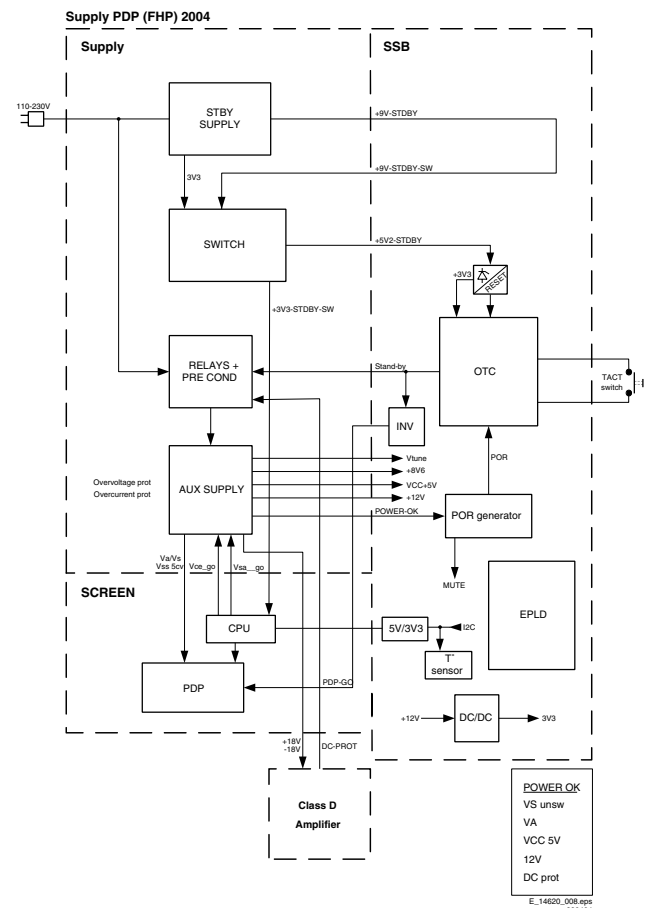 Supply PDP (FHP) 2004
Supply
SSB
110-230V
STBY
SUPPLY
+9V-STDBY
+9V-STDBY-SW
3V3
SWITCH
+5V2-STDBY
+3V3
RESET
+3V3-STDBY-SW
RELAYS +
PRE COND
Stand-by
OTC
TACT
switch
INV
POR
Overvoltage prot
Overcurrent prot
AUX SUPPLY
Vtune
+8V6
VCC+5V
+12V
POWER-OK
POR generator
MUTE
Va/Vs
Vss 5cv
Vce_go
Vsa__go
SCREEN
EPLD
CPU
5V/3V3
I2C
T°
sensor
PDP
PDP-GO
+12V
DC/DC
3V3
+18V
-18V
DC-PROT
Class D
Amplifier
POWER OK
VS unsw
VA
VCC 5V
12V
DC prot
E_14620_008.eps